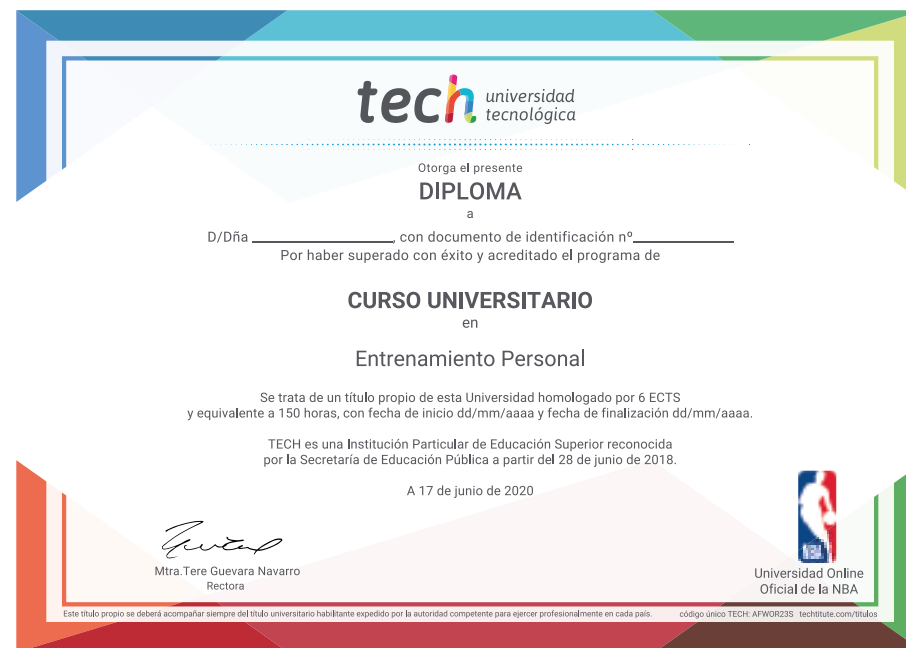 tech universidad
tecnológica
Otorga el presente
DIPLOMA
a
D/Dña ____________________, con documento de identificación nº______________
Por haber superado con éxito y acreditado el programa de
CURSO UNIVERSITARIO
en
Entrenamiento Personal
Se trata de un título propio de esta Universidad homologado por 6 ECTS
y equivalente a 150 horas, con fecha de inicio dd/mm/aaaa y fecha de finalización dd/mm/aaaa.
TECH es una Institución Particular de Educación Superior reconocida
por la Secretaría de Educación Pública a partir del 28 de junio de 2018.
A 17 de junio de 2020
Mtra.Tere Guevara Navarro
Rectora
NBA
Universidad Online
Oficial de la NBA
Este título propio se deberá acompañar siempre del título universitario habilitante expedido por la autoridad competente para ejercer profesionalmente en cada país.
código único TECH: AFWOR23S techtitute.com/titulos